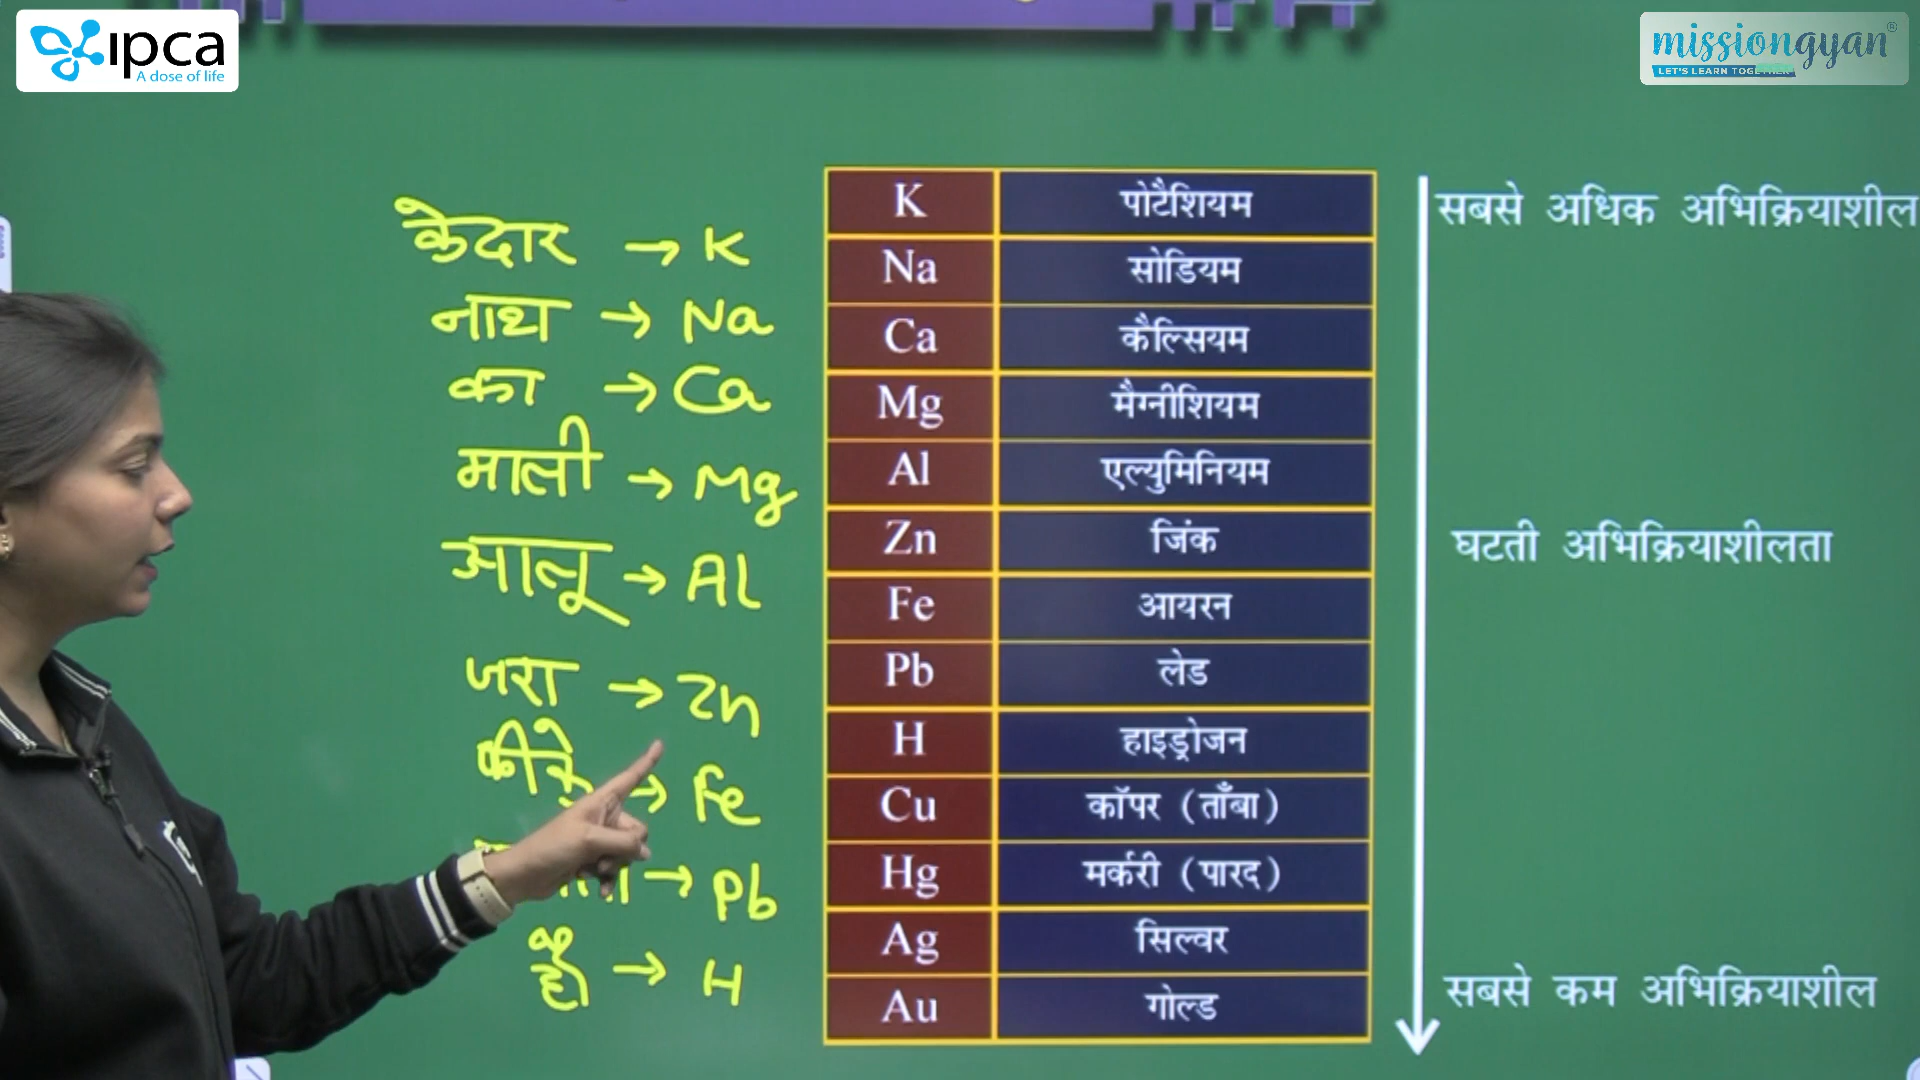 ipca
A dose of life
missiongyan®
LET'S LEARN TOGETHER
केदार → K
नाथ → Na
का → Ca
माली → Mg
आलू → Al
जरा → Zn
फीके → Fe
→ Pb
है → H
K पोटैशियम
Na सोडियम
Ca कैल्सियम
Mg मैग्नीशियम
Al एल्युमिनियम
Zn जिंक
Fe आयरन
Pb लेड
H हाइड्रोजन
Cu कॉपर (ताँबा)
Hg मर्करी (पारद)
Ag सिल्वर
Au गोल्ड
सबसे अधिक अभिक्रियाशील
घटती अभिक्रियाशीलता
सबसे कम अभिक्रियाशील